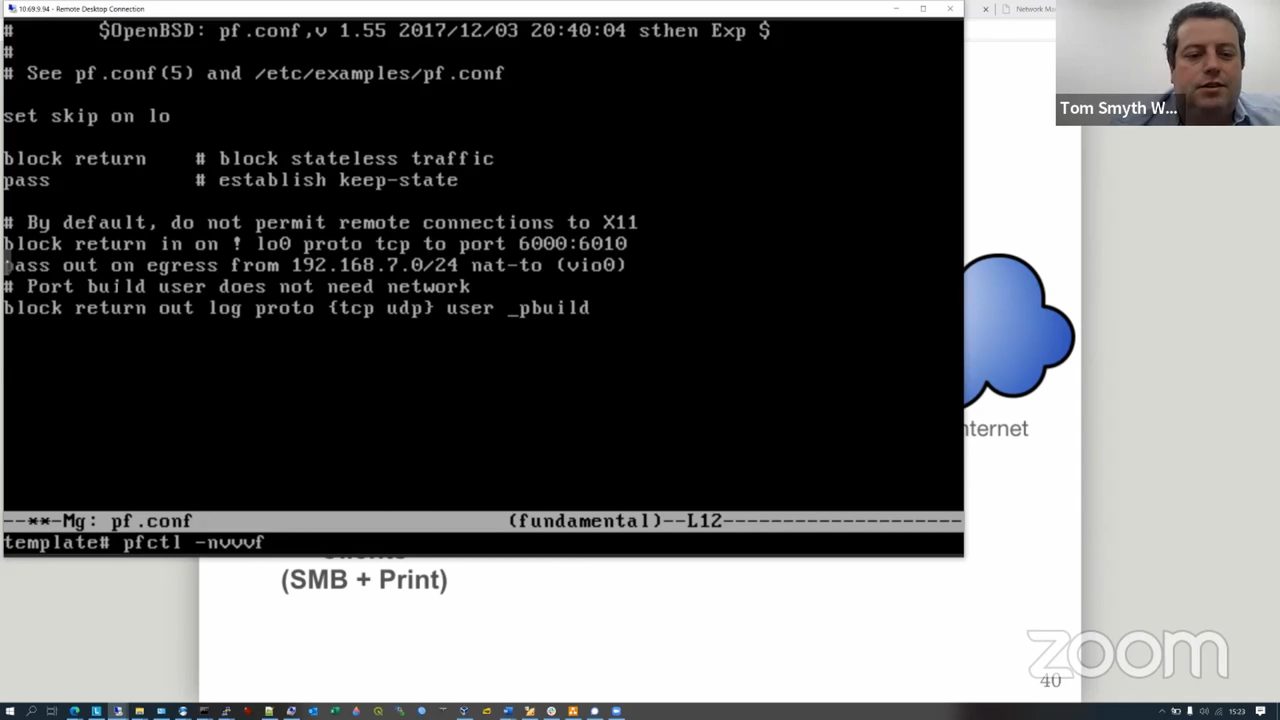 10.69.9.94 - Remote Desktop Connection
Network Ma
#       $OpenBSD: pf.conf,v 1.55 2017/12/03 20:40:04 sthen Exp $
#
# See pf.conf(5) and /etc/examples/pf.conf
set skip on lo
block return    # block stateless traffic
pass            # establish keep-state
# By default, do not permit remote connections to X11
block return in on ! lo0 proto tcp to port 6000:6010
pass out on egress from 192.168.7.0/24 nat-to (vio0)
# Port build user does not need network
block return out log proto {tcp udp} user _pbuild
--**-Mg: pf.conf                          (fundamental)--L12--------------------
template# pfctl -nvvvf
Tom Smyth W...
nternet
Clients
(SMB + Print)
zoom
40
15:23